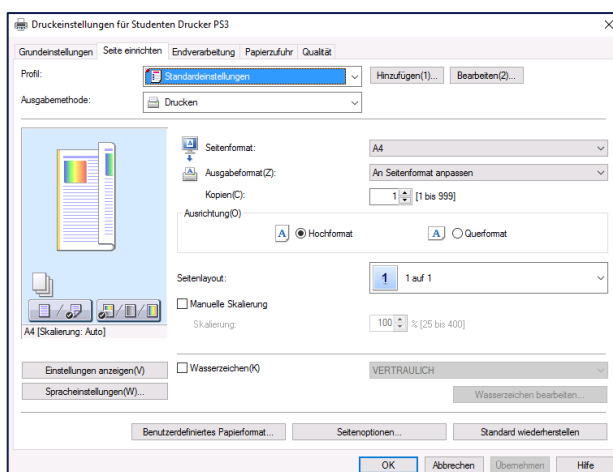 Druckeinstellungen für Studenten Drucker PS3
Grundeinstellungen Seite einrichten Endverarbeitung Papierzufuhr Qualität
Profil: Standardeinstellungen Hinzufügen(1)... Bearbeiten(2)...
Ausgabemethode: Drucken
Seitenformat: A4
Ausgabeformat(Z): An Seitenformat anpassen
Kopien(C): 1 [1 bis 999]
Ausrichtung(O)
A Hochformat A Querformat
Seitenlayout: 1 1 auf 1
Manuelle Skalierung
Skalierung: 100 % [25 bis 400]
A4 [Skalierung: Auto]
Einstellungen anzeigen(V) Wasserzeichen(K) VERTRAULICH
Spracheinstellungen(W)... Wasserzeichen bearbeiten...
Benutzerdefiniertes Papierformat... Seitenoptionen... Standard wiederherstellen
OK Abbrechen Übernehmen Hilfe